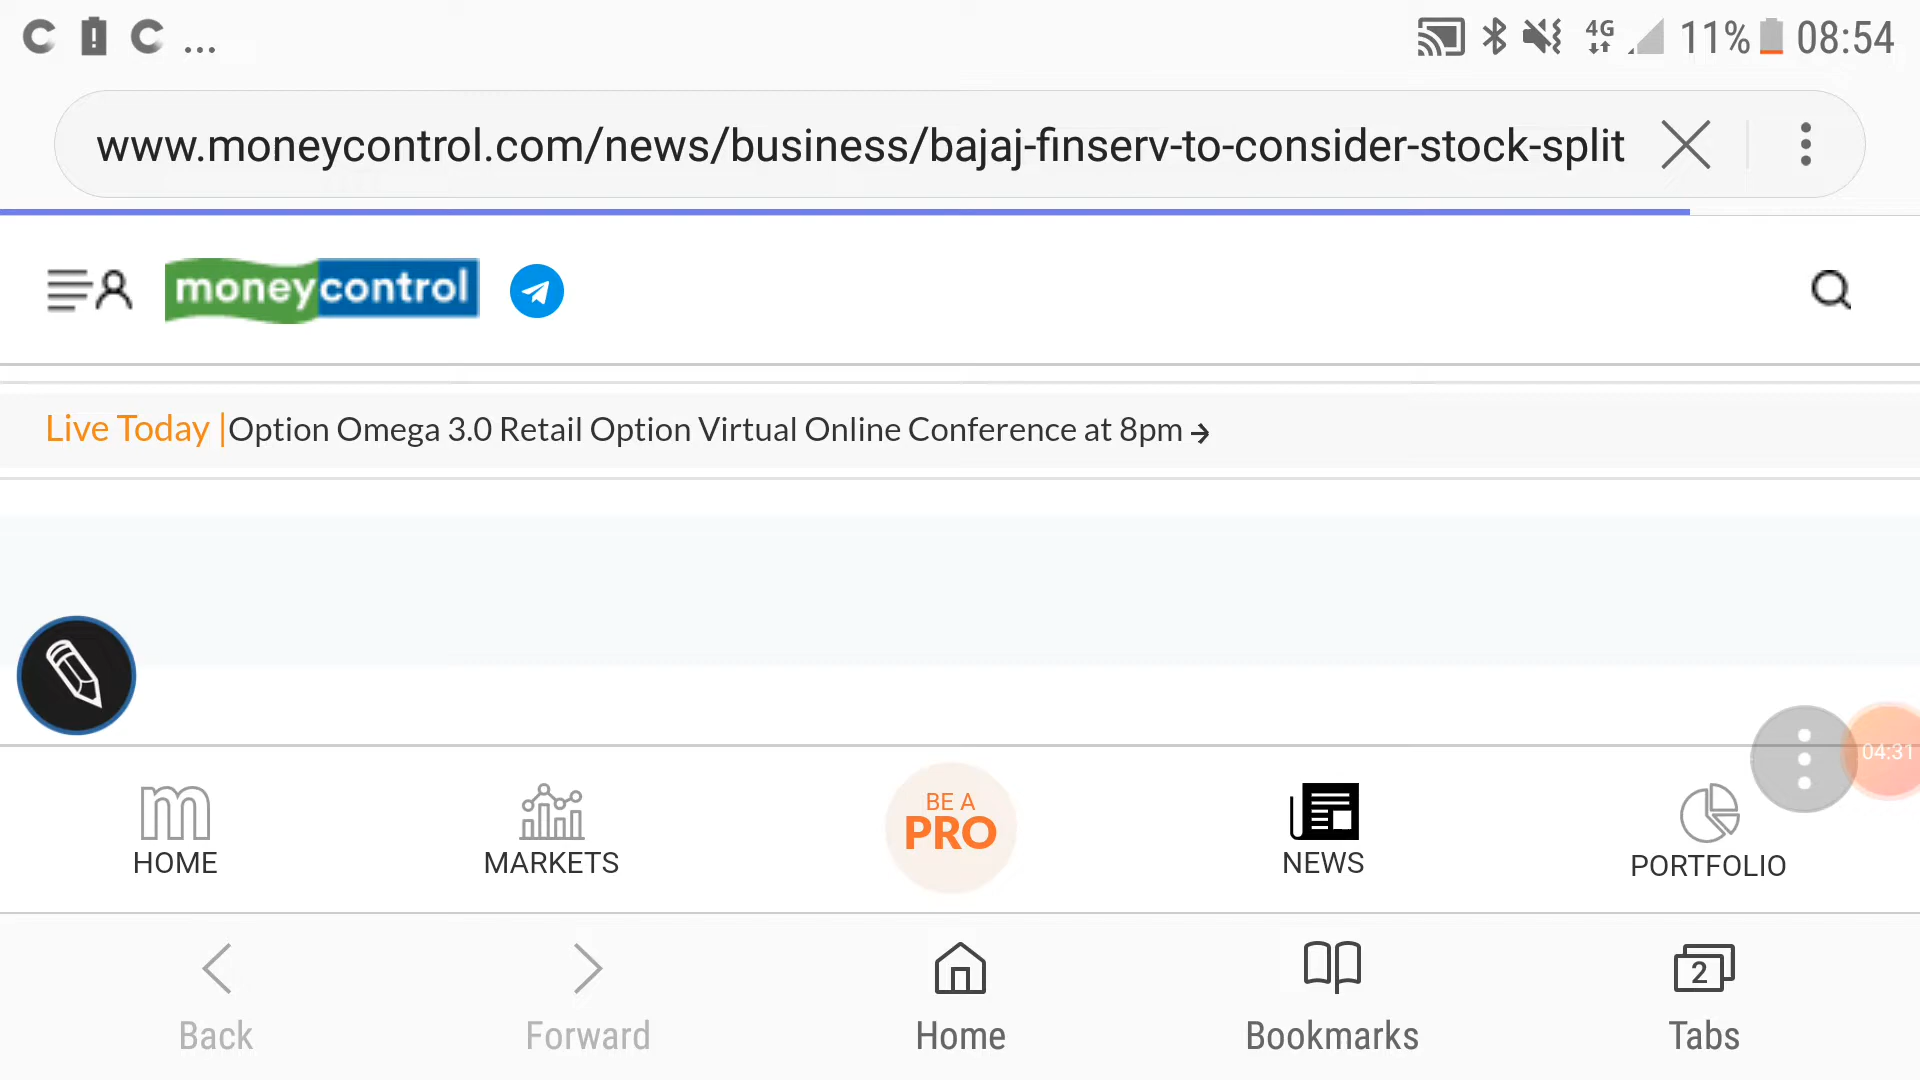 C ! C ...
4G 11% 08:54
www.moneycontrol.com/news/business/bajaj-finserv-to-consider-stock-split
moneycontrol
Live Today |Option Omega 3.0 Retail Option Virtual Online Conference at 8pm →
04:31
BE A
PRO
HOME MARKETS NEWS PORTFOLIO
2
Back Forward Home Bookmarks Tabs